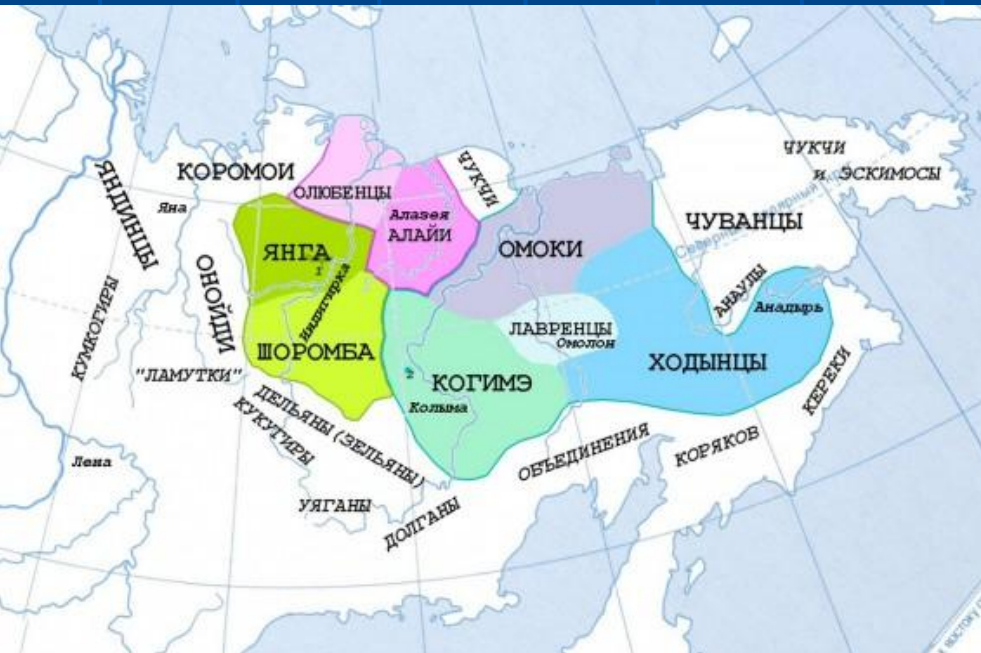 ЧУКЧИ
И ЭСКИМОСЫ
КОРОМОИ
ЧУКЧИ
ЯНДИНЦЫ
ОЛЮБЕНЦЫ
Яна
Алазея
АЛАЙИ
ЧУВАНЦЫ
ЯНГА
ОМОКИ
ОНОЙДИ
Индигирка
АНАУЛЫ
Анадырь
КУМКОГИРЫ
ЛАВРЕНЦЫ
Омолон
ШОРОМБА
ХОДЫНЦЫ
"ЛАМУТКИ"
КОГИМЭ
КЕРЕКИ
Колыма
ДЕЛЬЯНЫ (ЗЕЛЬЯНЫ)
КУКУГИРЫ
ОБЪЕДИНЕНИЯ
КОРЯКОВ
Лена
УЯГАНЫ
ДОЛГАНЫ